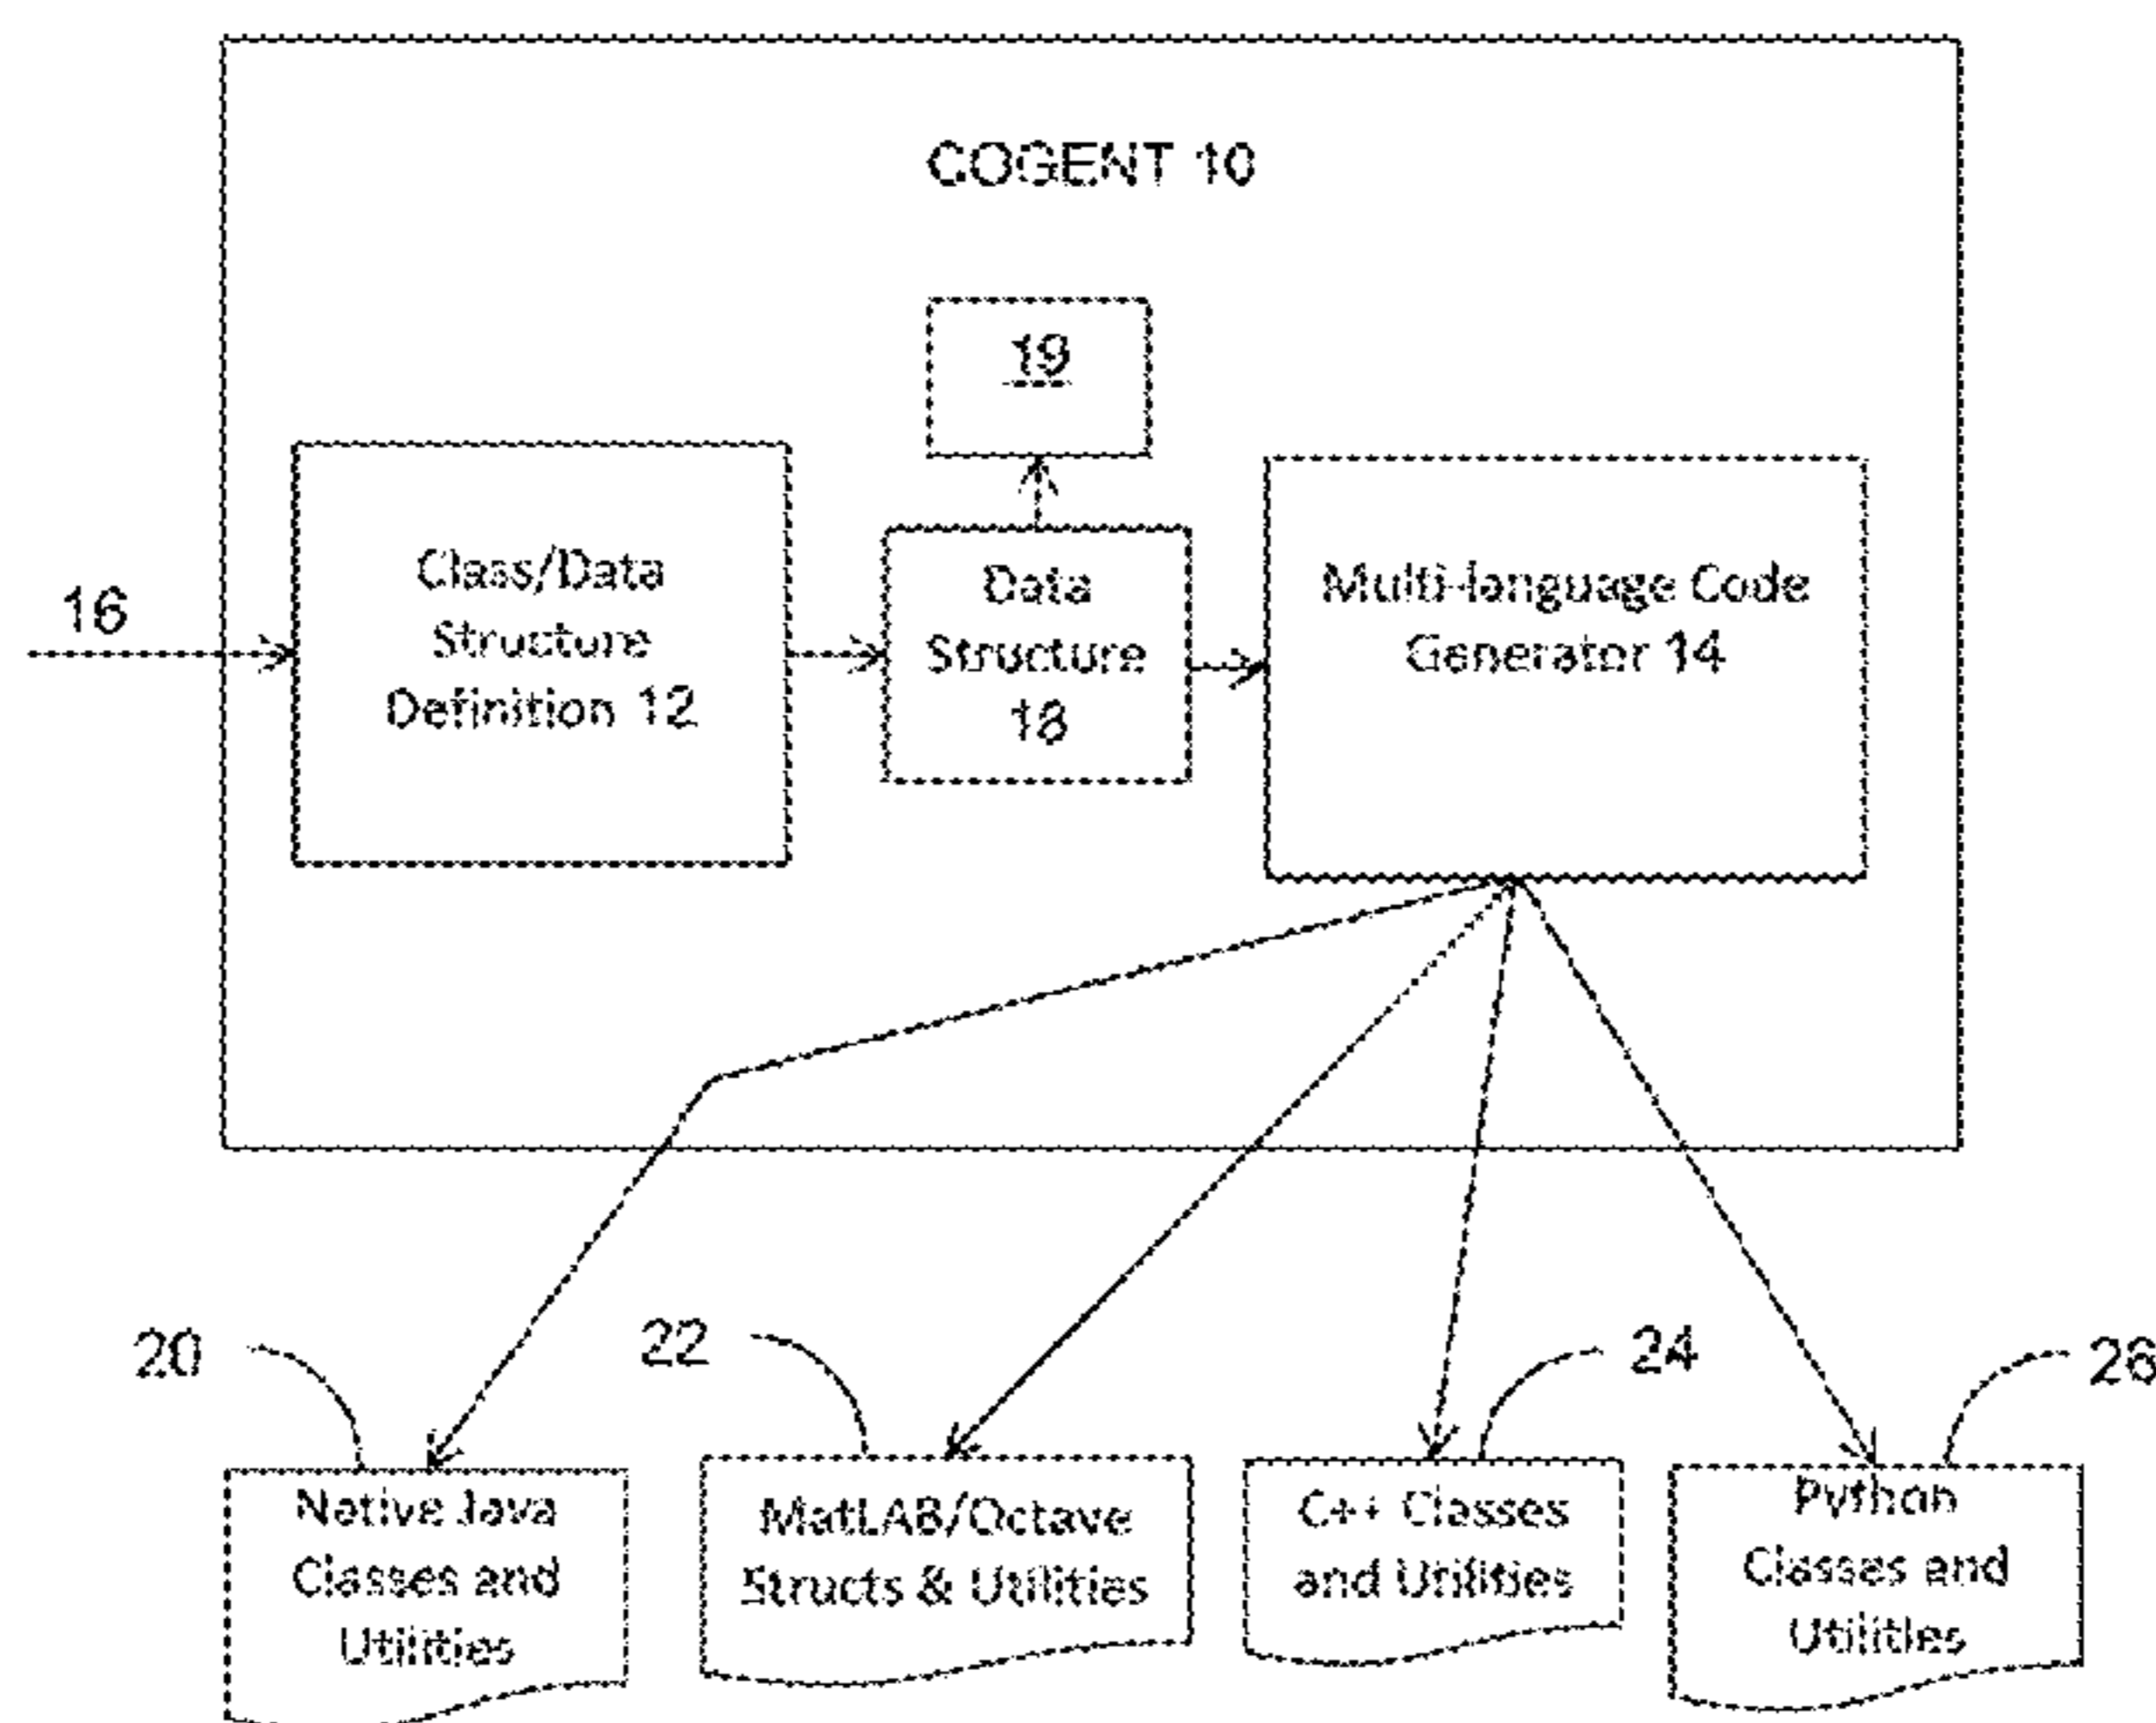 COGENT 10
19
16
Class/Data
Structure
Definition 12
Data
Structure
18
Multi-language Code
Generator 14
20
22
24
26
Native Java
Classes and
Utilities
MatLAB/Octave
Structs & Utilities
C++ Classes
and Utilities
Python
Classes and
Utilities